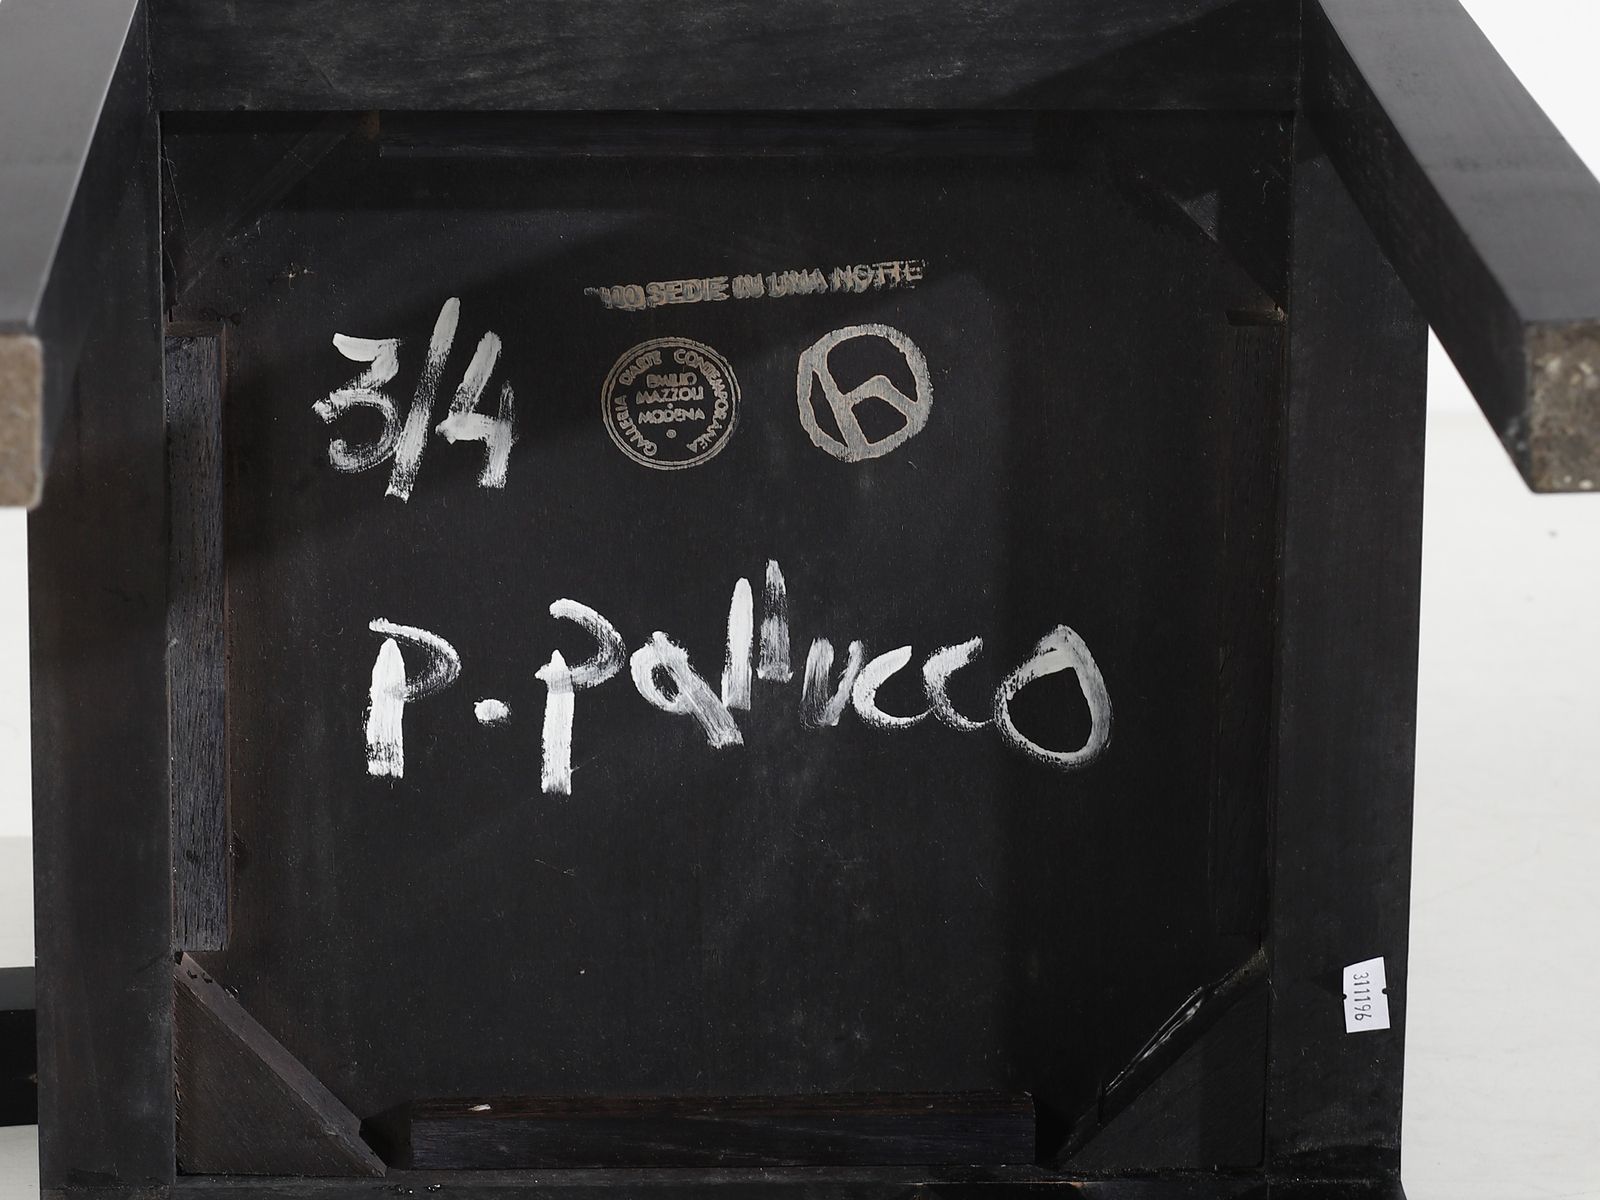 100 SEDIE IN UNA NOTTE
3/4
GALLERIA D'ARTE CONTEMPORANEA
EMILIO
MAZZOLI
MODENA
P. Pallucco
311196